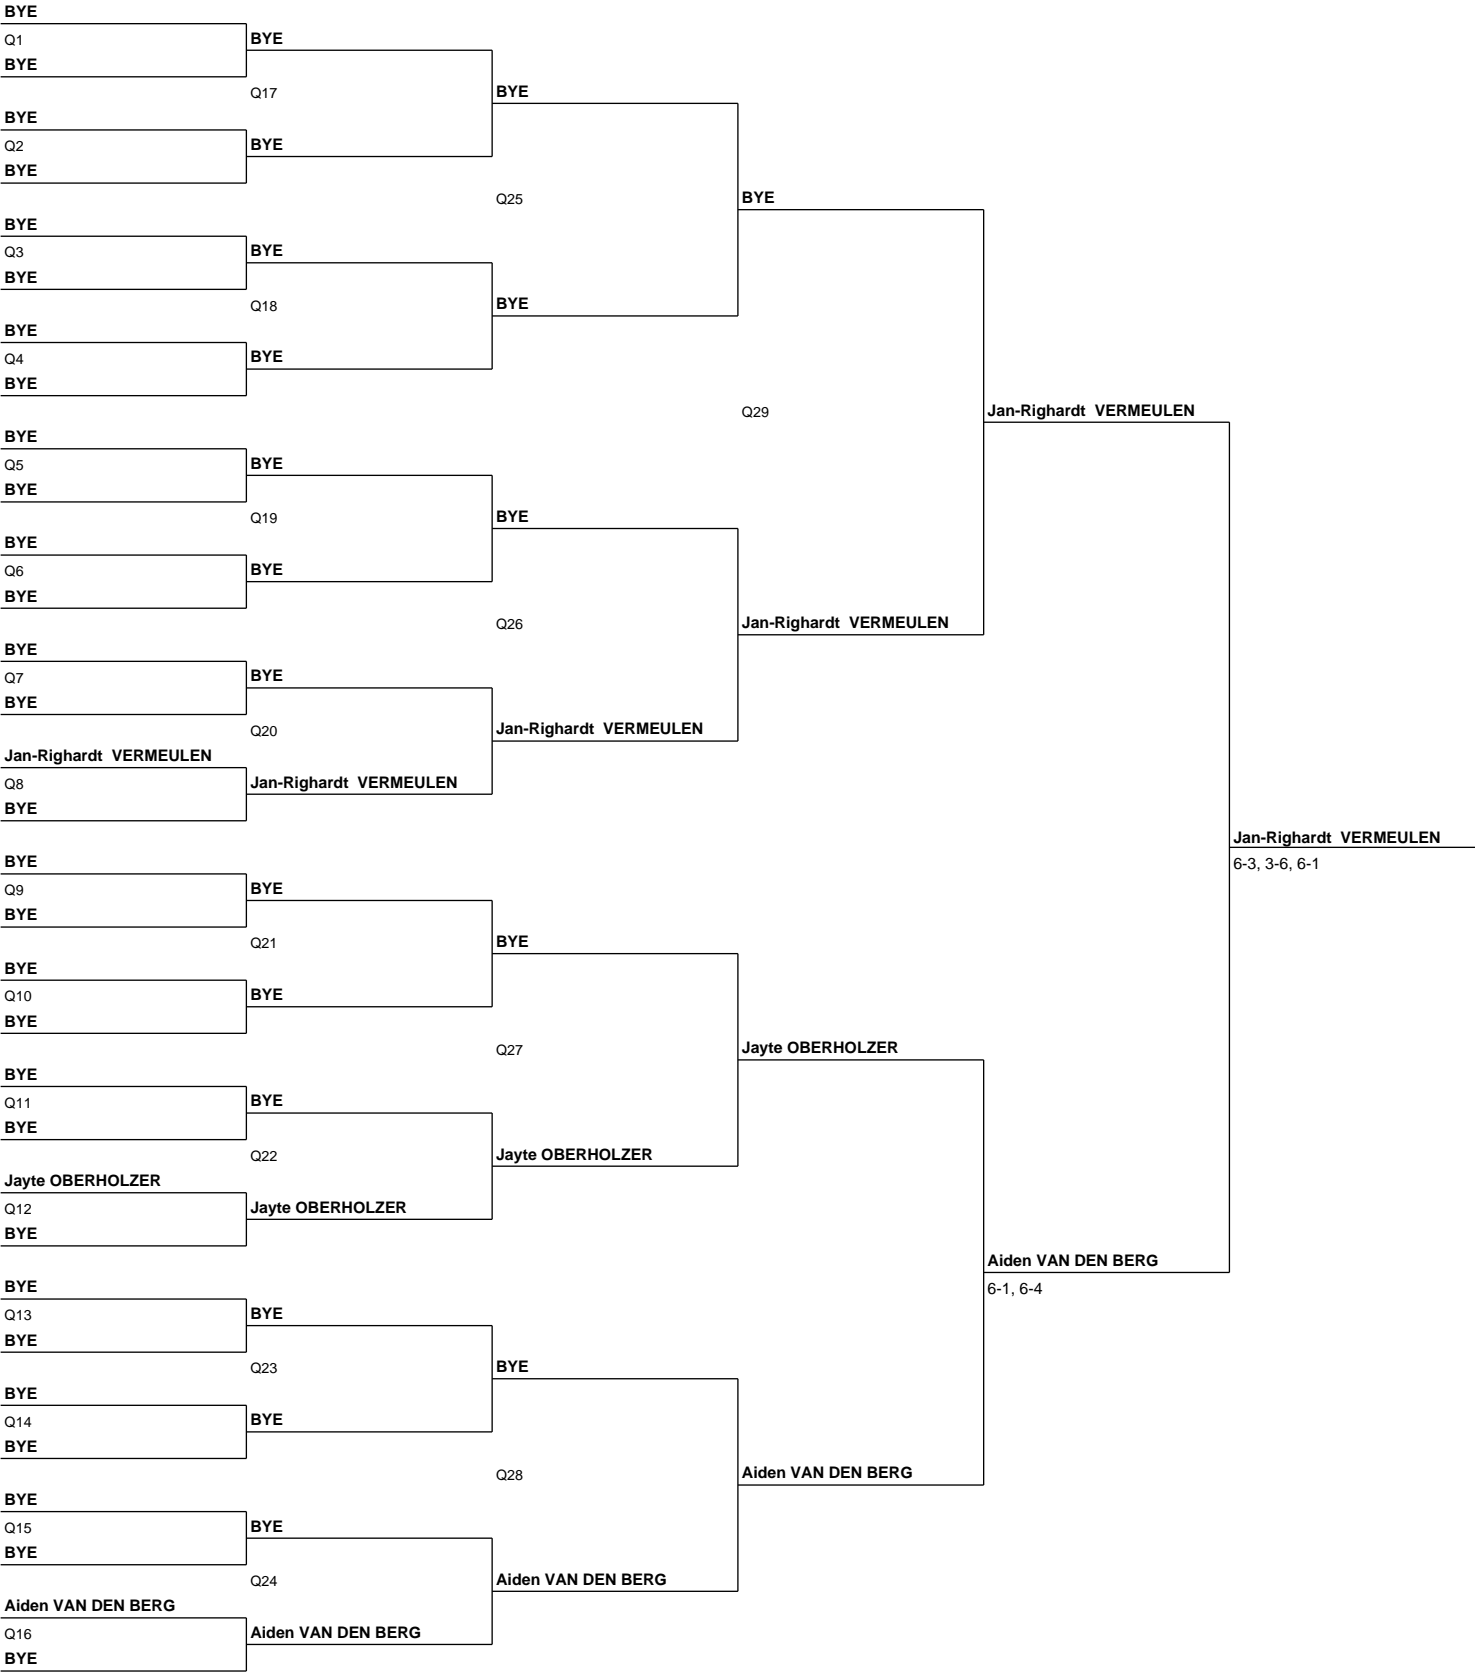 BYE
Q1
BYE
BYE
Q17
BYE
BYE
Q2
BYE
BYE
Q25
BYE
BYE
Q3
BYE
BYE
Q18
BYE
BYE
Q4
BYE
BYE
Q29
Jan-Righardt VERMEULEN
BYE
Q5
BYE
BYE
Q19
BYE
BYE
Q6
BYE
BYE
Q26
Jan-Righardt VERMEULEN
BYE
Q7
BYE
BYE
Q20
Jan-Righardt VERMEULEN
Jan-Righardt VERMEULEN
Q8
Jan-Righardt VERMEULEN
BYE
Jan-Righardt VERMEULEN
6-3, 3-6, 6-1
BYE
Q9
BYE
BYE
Q21
BYE
BYE
Q10
BYE
BYE
Q27
Jayte OBERHOLZER
BYE
Q11
BYE
BYE
Q22
Jayte OBERHOLZER
Jayte OBERHOLZER
Q12
Jayte OBERHOLZER
BYE
Aiden VAN DEN BERG
6-1, 6-4
BYE
Q13
BYE
BYE
Q23
BYE
BYE
Q14
BYE
BYE
Q28
Aiden VAN DEN BERG
BYE
Q15
BYE
BYE
Q24
Aiden VAN DEN BERG
Aiden VAN DEN BERG
Q16
Aiden VAN DEN BERG
BYE